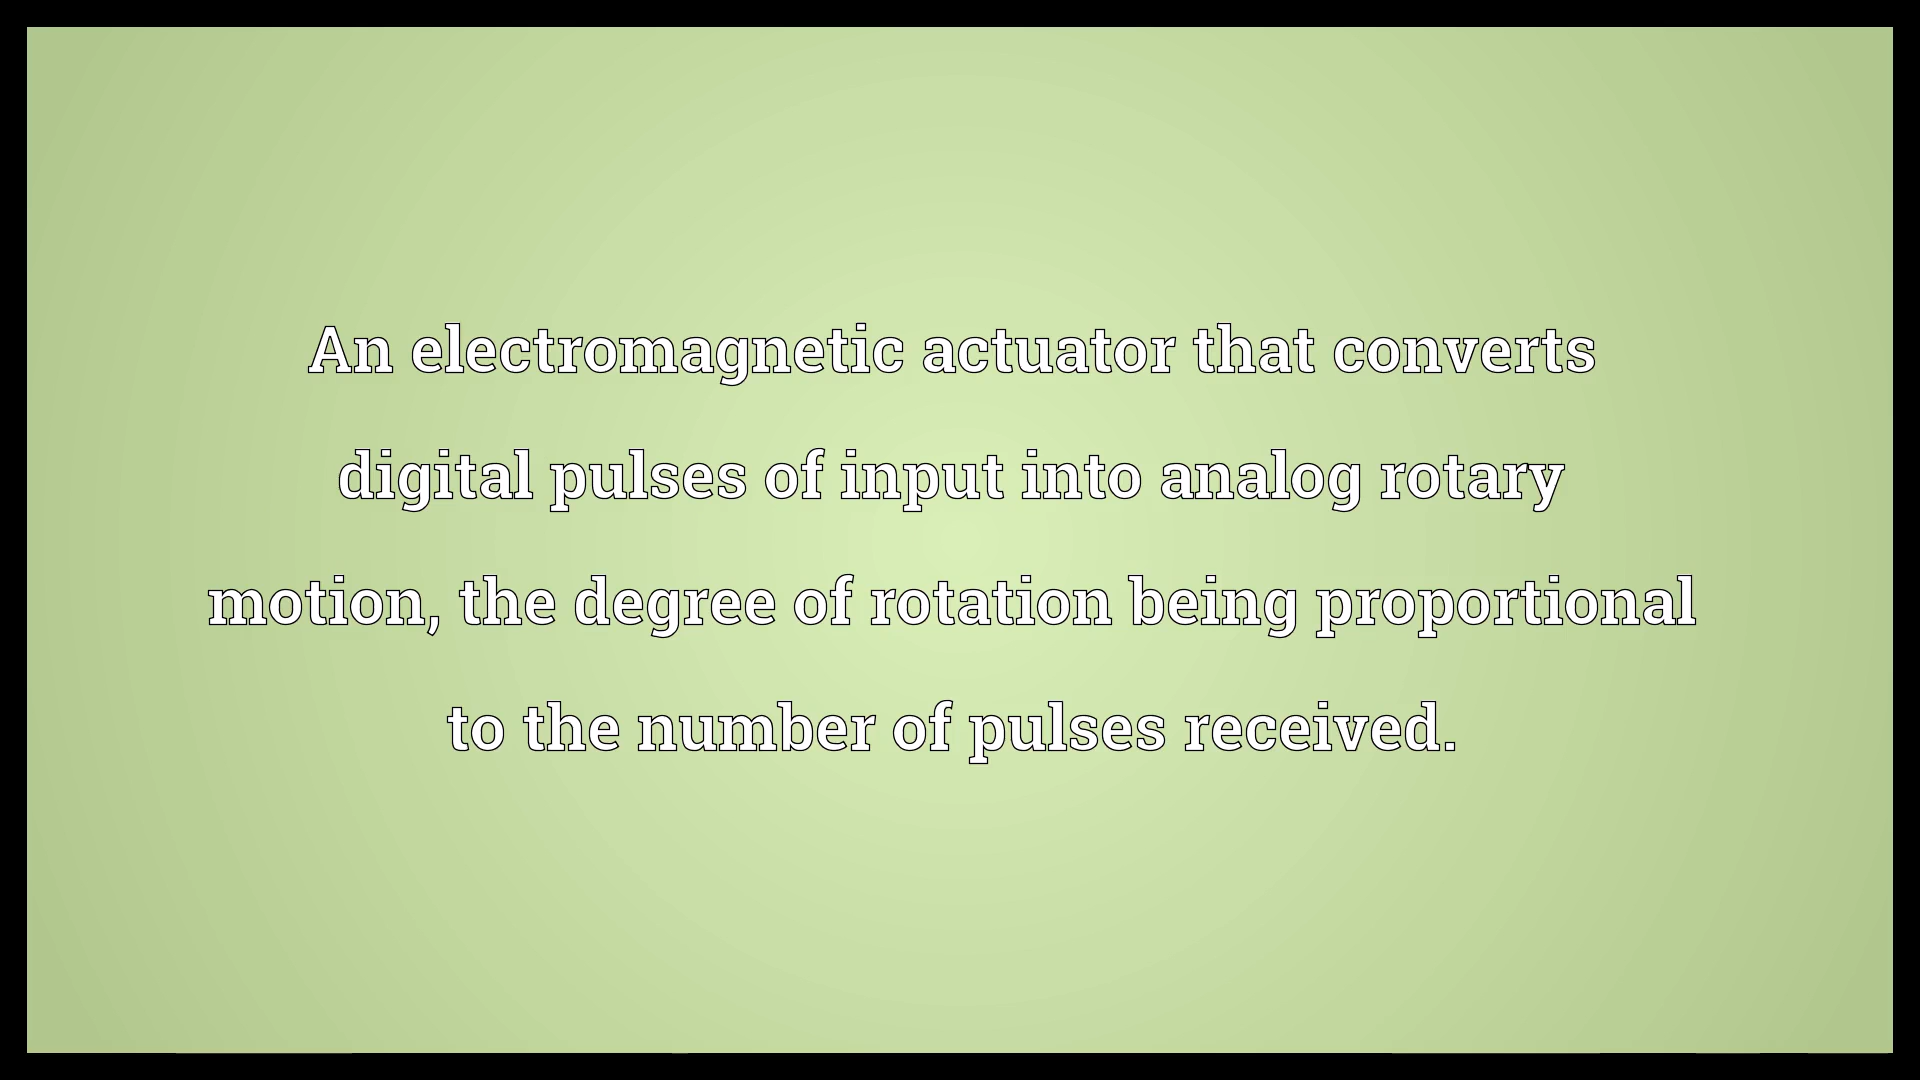 An electromagnetic actuator that converts
digital pulses of input into analog rotary
motion, the degree of rotation being proportional
to the number of pulses received.